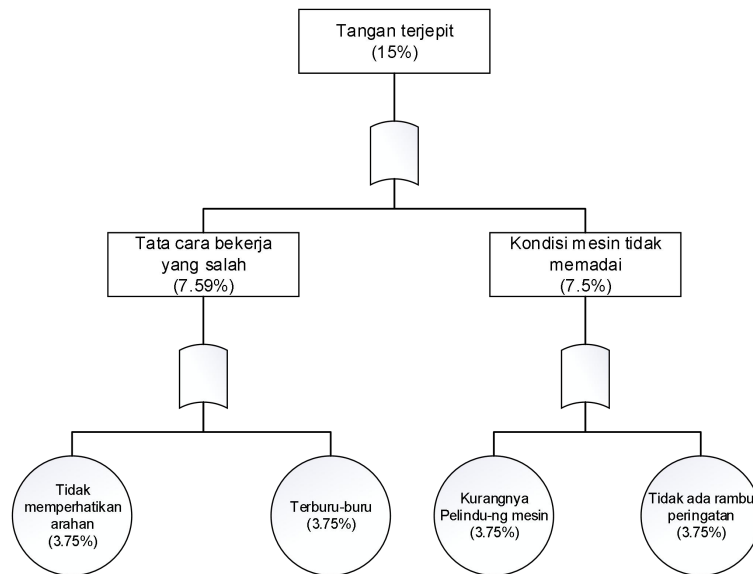 Tangan terjepit
(15%)
Tata cara bekerja
yang salah
(7.59%)
Kondisi mesin tidak
memadai
(7.5%)
Tidak
memperhatikan
arahan
(3.75%)
Terburu-buru
(3.75%)
Kurangnya
Pelindu-ng mesin
(3.75%)
Tidak ada rambu
peringatan
(3.75%)